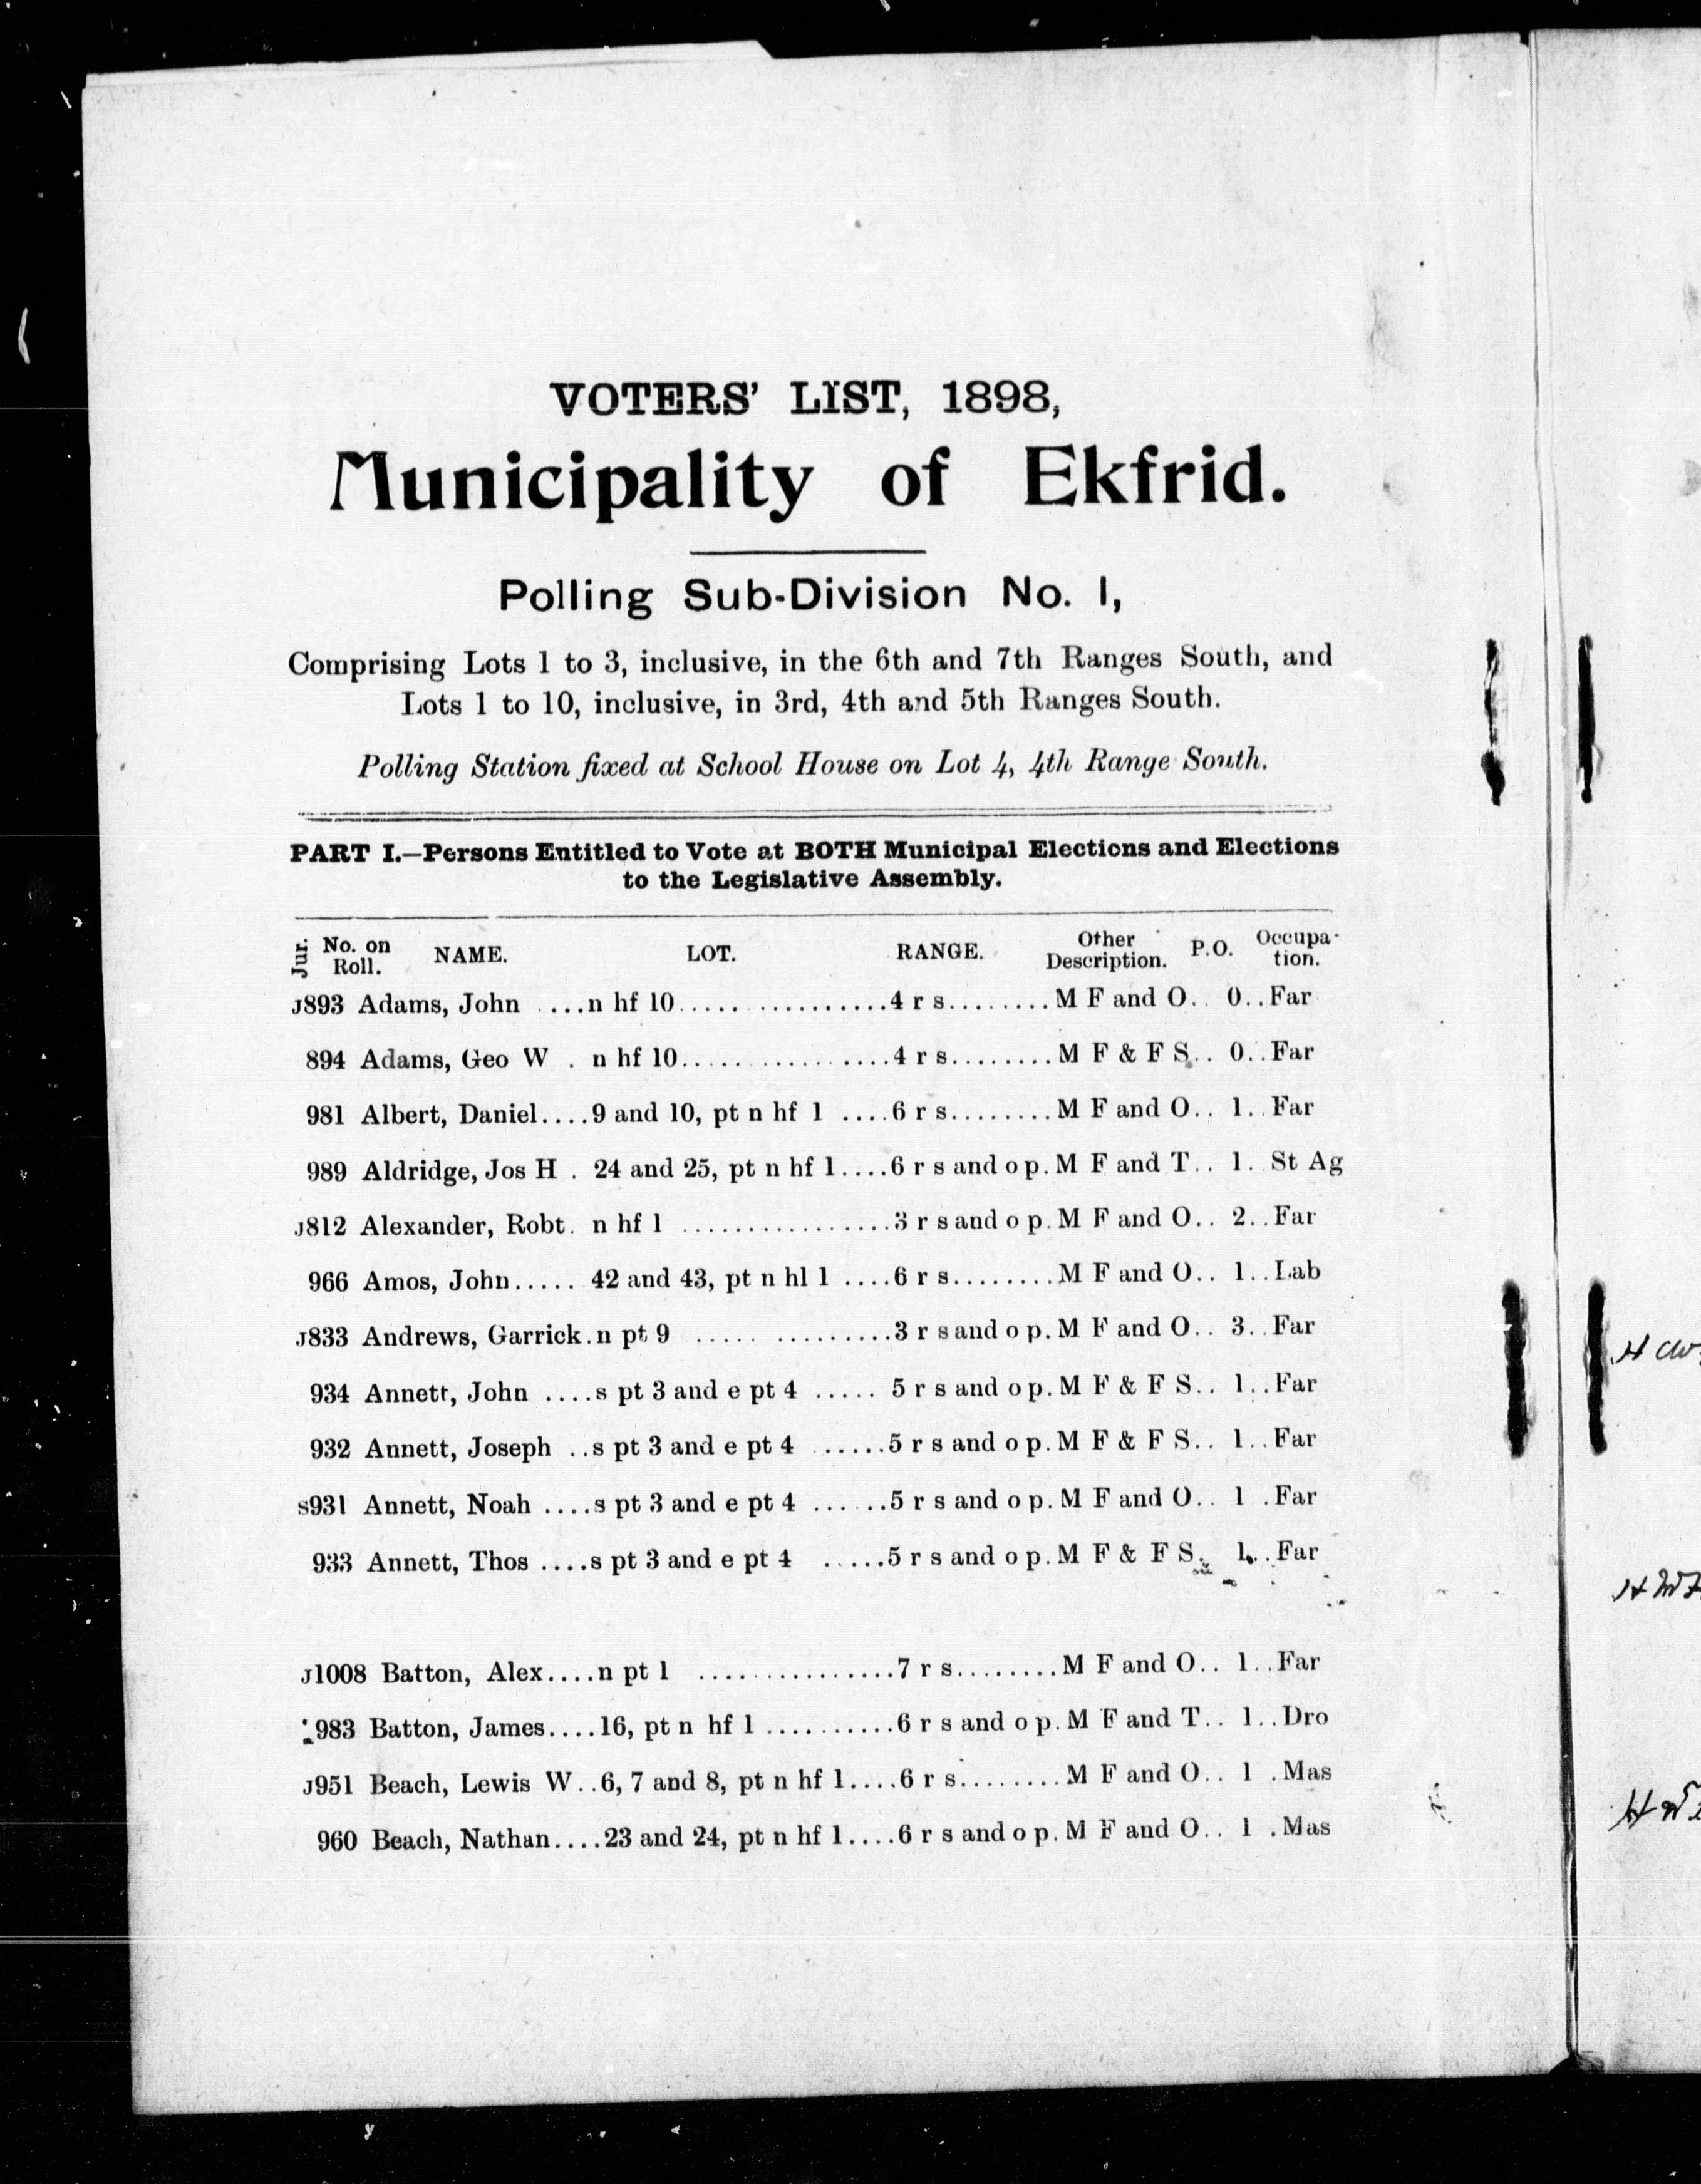 VOTERS' LIST, 1898,
Municipality of Ekfrid.
Polling Sub-Division No. 1,
Comprising Lots 1 to 3, inclusive, in the 6th and 7th Ranges South, and
Lots 1 to 10, inclusive, in 3rd, 4th and 5th Ranges South.
Polling Station fixed at School House on Lot 4, 4th Range South.
PART I.—Persons Entitled to Vote at BOTH Municipal Elections and Elections
to the Legislative Assembly.
Jur. No. on Roll. NAME. LOT. RANGE. Other Description. P.O. Occupa-tion.
J893 Adams, John ....n hf 10................4 r s.........M F and O.. 0..Far
894 Adams, Geo W . n hf 10................4 r s.........M F & F S.. 0..Far
981 Albert, Daniel....9 and 10, pt n hf 1 ....6 r s.........M F and O.. 1..Far
989 Aldridge, Jos H . 24 and 25, pt n hf 1....6 r s and o p.M F and T.. 1..St Ag
J812 Alexander, Robt. n hf 1 ................3 r s and o p.M F and O.. 2..Far
966 Amos, John..... 42 and 43, pt n hl 1 ....6 r s........M F and O.. 1..Lab
J833 Andrews, Garrick.n pt 9 ..... .........3 r s and o p.M F and O.. 3..Far
934 Annett, John ....s pt 3 and e pt 4 ..... 5 r s and o p.M F & F S.. 1..Far
932 Annett, Joseph ..s pt 3 and e pt 4 .....5 r s and o p.M F & F S.. 1..Far
S931 Annett, Noah ....s pt 3 and e pt 4 ......5 r s and o p.M F and O.. 1 .Far
933 Annett, Thos ....s pt 3 and e pt 4 .....5 r s and o p.M F & F S. 1..Far
J1008 Batton, Alex....n pt 1 ...............7 r s........M F and O.. 1..Far
983 Batton, James....16, pt n hf 1 ..........6 r s and o p.M F and T.. 1..Dro
J951 Beach, Lewis W..6, 7 and 8, pt n hf 1....6 r s........M F and O.. 1 .Mas
960 Beach, Nathan....23 and 24, pt n hf 1....6 r s and o p.M F and O.. 1 .Mas